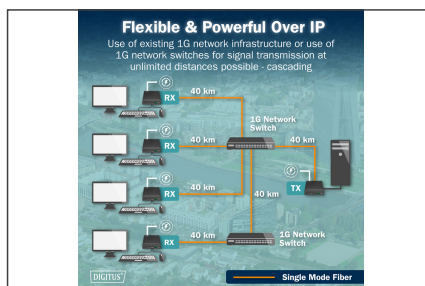 Flexible & Powerful Over IP
Use of existing 1G network infrastructure or use of
1G network switches for signal transmission at
unlimited distances possible - cascading
RX
40 km
1G Network
Switch
RX
40 km
40 km
TX
RX
40 km
40 km
RX
40 km
1G Network
Switch
DIGITUS®
Single Mode Fiber